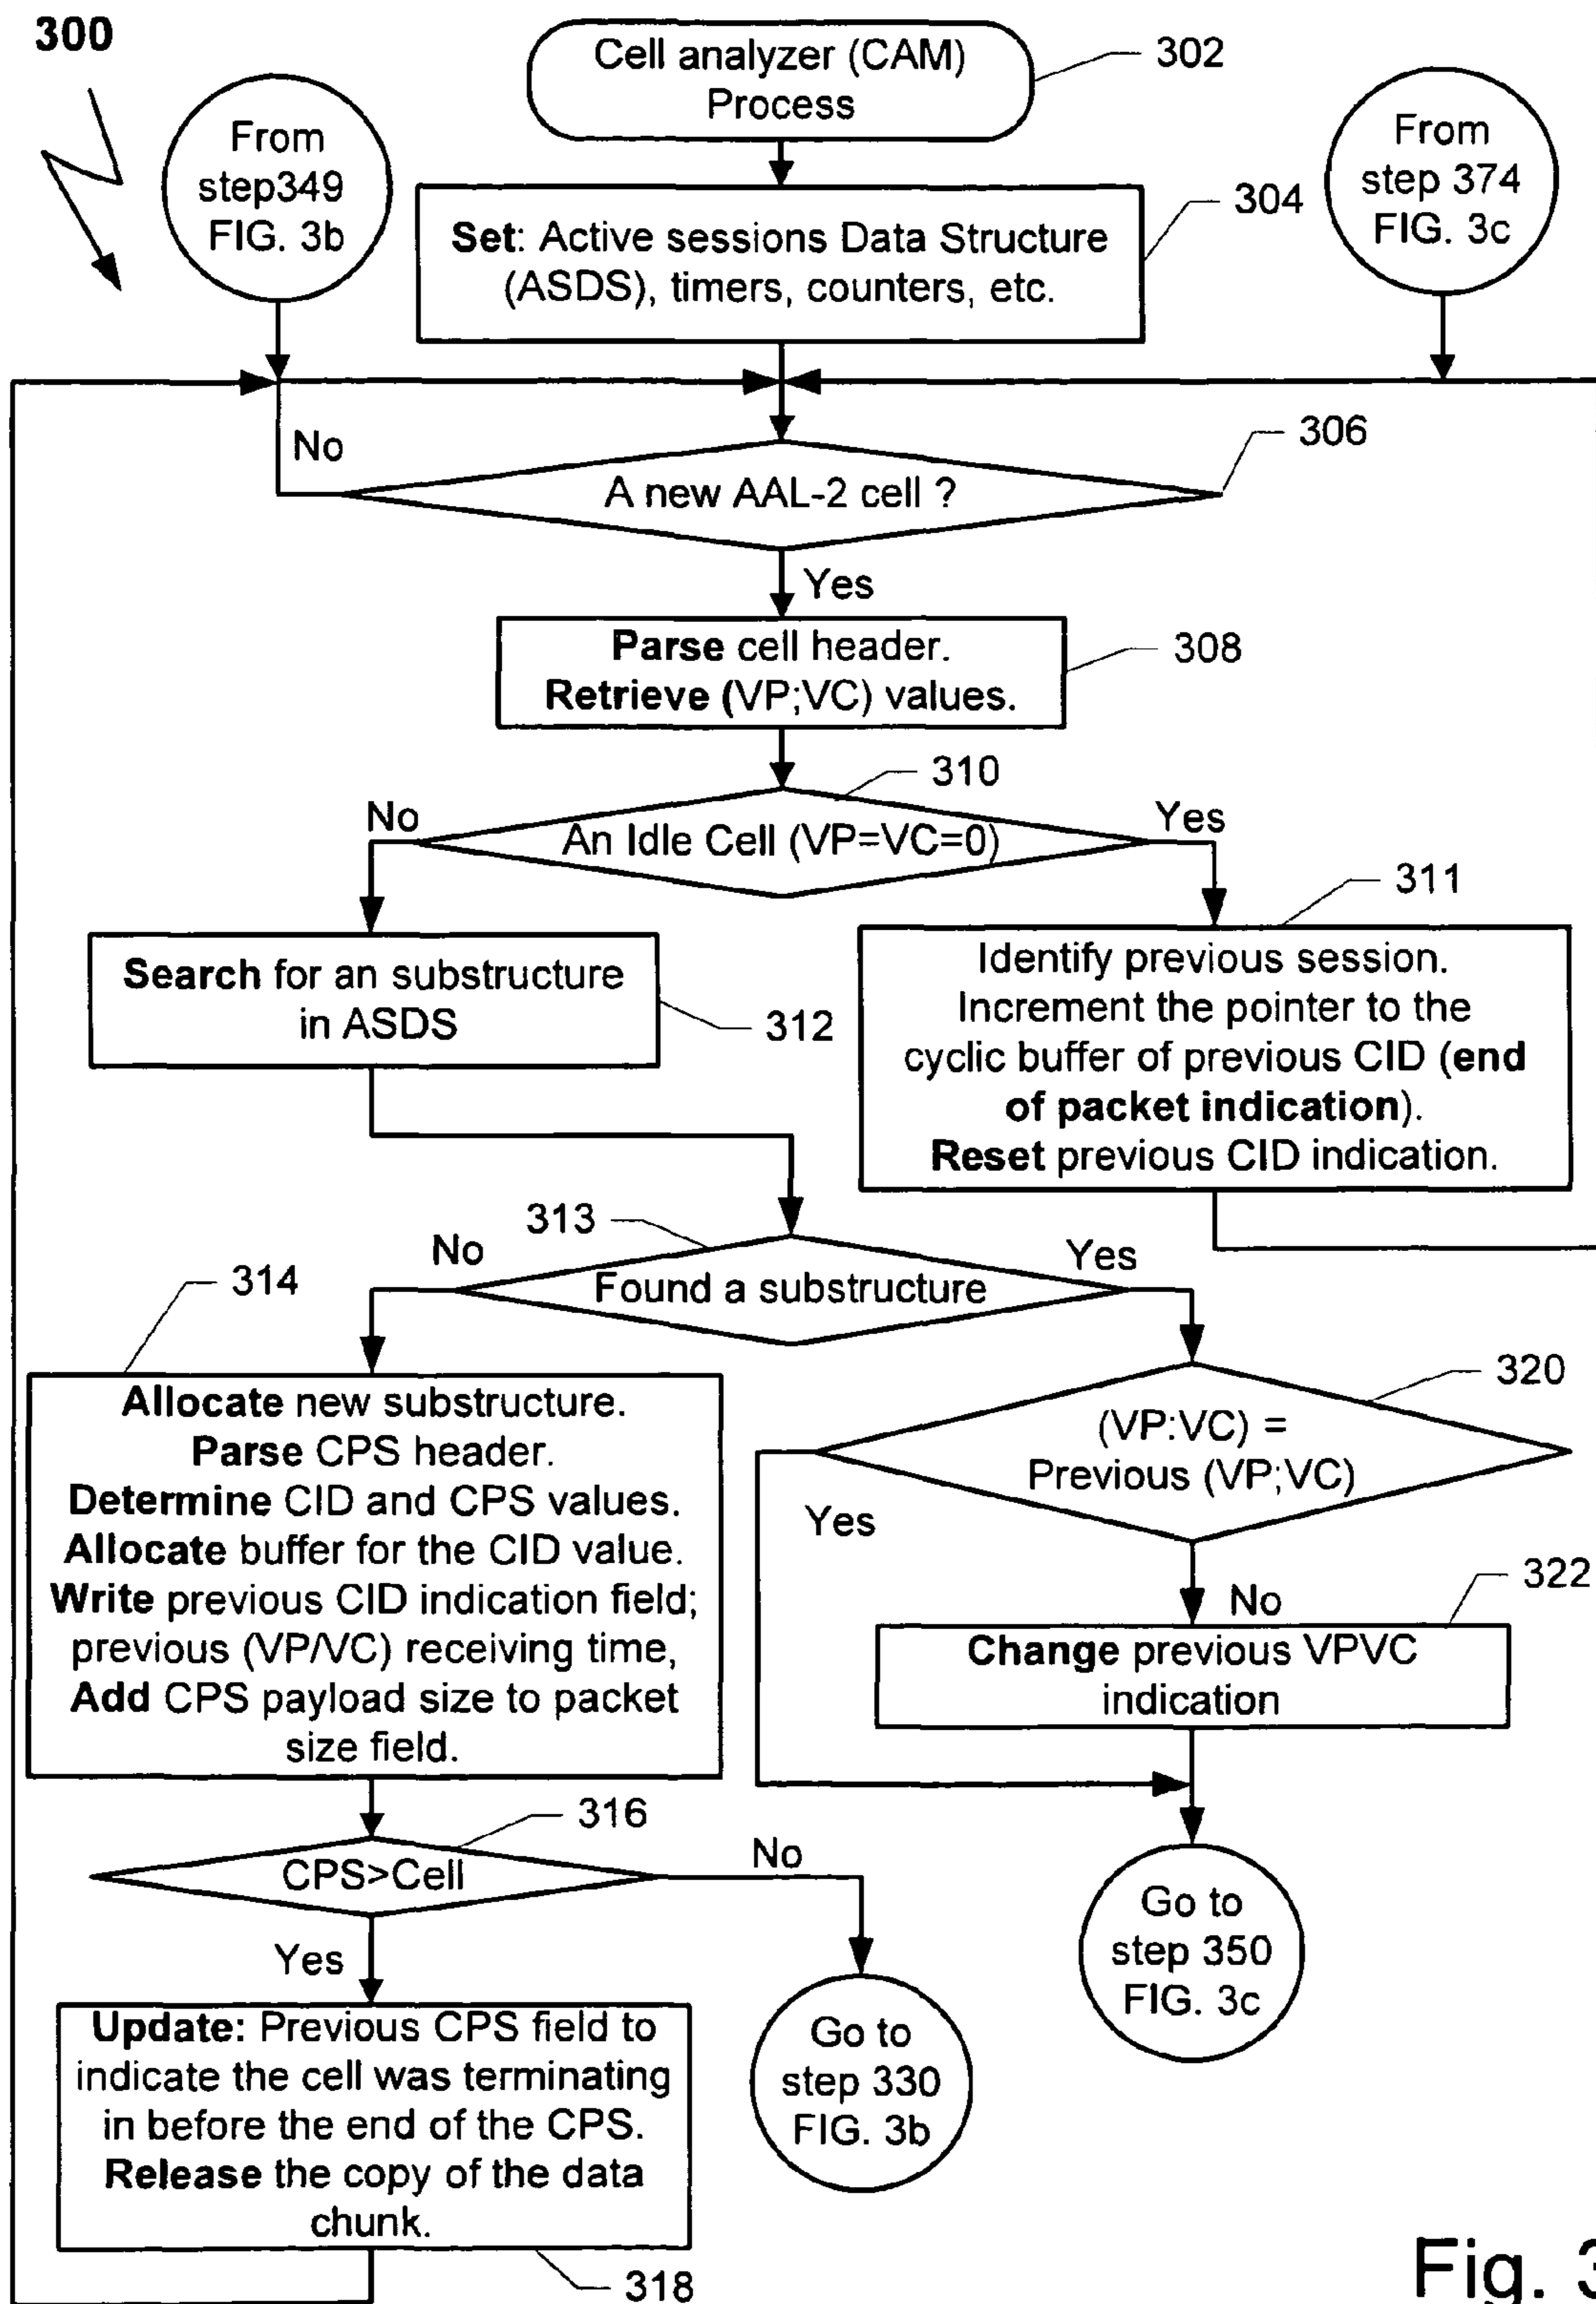 300
Cell analyzer (CAM)
Process
302
From
step349
FIG. 3b
From
step 374
FIG. 3c
Set: Active sessions Data Structure
(ASDS), timers, counters, etc.
304
No
A new AAL-2 cell ?
306
Yes
Parse cell header.
Retrieve (VP;VC) values.
308
310
No
An Idle Cell (VP=VC=0)
Yes
311
Search for an substructure
in ASDS
312
Identify previous session.
Increment the pointer to the
cyclic buffer of previous CID (end
of packet indication).
Reset previous CID indication.
313
No
Found a substructure
Yes
314
Allocate new substructure.
Parse CPS header.
Determine CID and CPS values.
Allocate buffer for the CID value.
Write previous CID indication field;
previous (VP/VC) receiving time,
Add CPS payload size to packet
size field.
320
(VP:VC) =
Previous (VP;VC)
Yes
No
322
Change previous VPVC
indication
316
CPS>Cell
No
Yes
Go to
step 350
FIG. 3c
Go to
step 330
FIG. 3b
Update: Previous CPS field to
indicate the cell was terminating
in before the end of the CPS.
Release the copy of the data
chunk.
318
Fig. 3